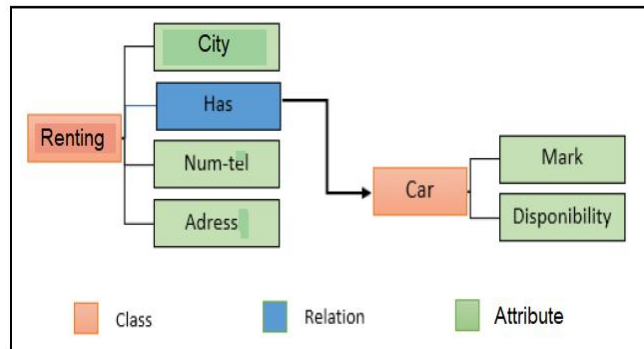 City
Has
Renting
Num-tel
Adress
Car
Mark
Disponibility
Class
Relation
Attribute